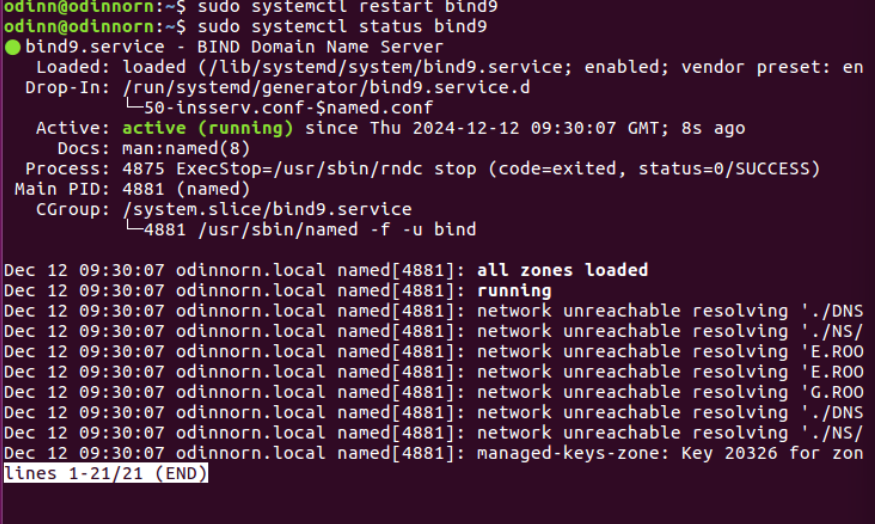 odinn@odinnorn:~$ sudo systemctl restart bind9
odinn@odinnorn:~$ sudo systemctl status bind9
● bind9.service - BIND Domain Name Server
   Loaded: loaded (/lib/systemd/system/bind9.service; enabled; vendor preset: en
  Drop-In: /run/systemd/generator/bind9.service.d
           └─50-insserv.conf-$named.conf
   Active: active (running) since Thu 2024-12-12 09:30:07 GMT; 8s ago
     Docs: man:named(8)
  Process: 4875 ExecStop=/usr/sbin/rndc stop (code=exited, status=0/SUCCESS)
 Main PID: 4881 (named)
   CGroup: /system.slice/bind9.service
           └─4881 /usr/sbin/named -f -u bind
Dec 12 09:30:07 odinnorn.local named[4881]: all zones loaded
Dec 12 09:30:07 odinnorn.local named[4881]: running
Dec 12 09:30:07 odinnorn.local named[4881]: network unreachable resolving './DNS
Dec 12 09:30:07 odinnorn.local named[4881]: network unreachable resolving './NS/
Dec 12 09:30:07 odinnorn.local named[4881]: network unreachable resolving 'E.ROO
Dec 12 09:30:07 odinnorn.local named[4881]: network unreachable resolving 'E.ROO
Dec 12 09:30:07 odinnorn.local named[4881]: network unreachable resolving 'G.ROO
Dec 12 09:30:07 odinnorn.local named[4881]: network unreachable resolving './DNS
Dec 12 09:30:07 odinnorn.local named[4881]: network unreachable resolving './NS/
Dec 12 09:30:07 odinnorn.local named[4881]: managed-keys-zone: Key 20326 for zon
lines 1-21/21 (END)